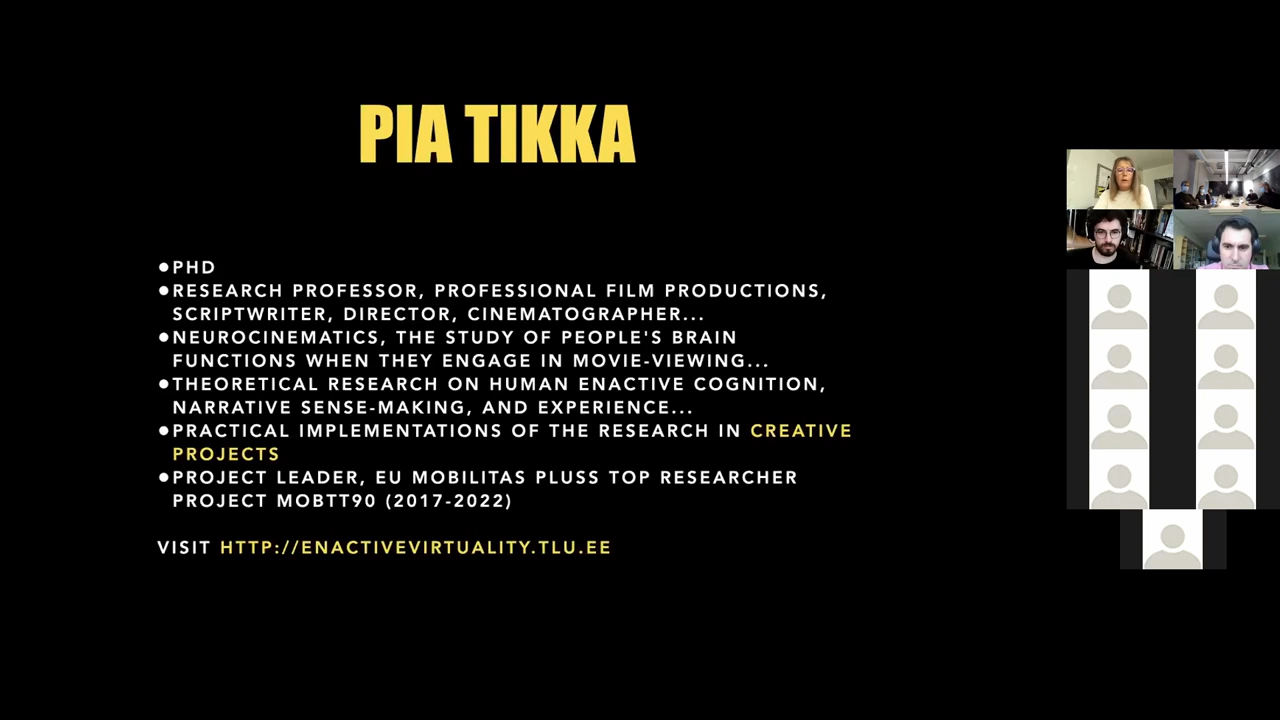 PIA TIKKA
●PHD
●RESEARCH PROFESSOR, PROFESSIONAL FILM PRODUCTIONS,
SCRIPTWRITER, DIRECTOR, CINEMATOGRAPHER...
●NEUROCINEMATICS, THE STUDY OF PEOPLE'S BRAIN
FUNCTIONS WHEN THEY ENGAGE IN MOVIE-VIEWING...
●THEORETICAL RESEARCH ON HUMAN ENACTIVE COGNITION,
NARRATIVE SENSE-MAKING, AND EXPERIENCE...
●PRACTICAL IMPLEMENTATIONS OF THE RESEARCH IN CREATIVE
PROJECTS
●PROJECT LEADER, EU MOBILITAS PLUSS TOP RESEARCHER
PROJECT MOBTT90 (2017-2022)
VISIT HTTP://ENACTIVEVIRTUALITY.TLU.EE